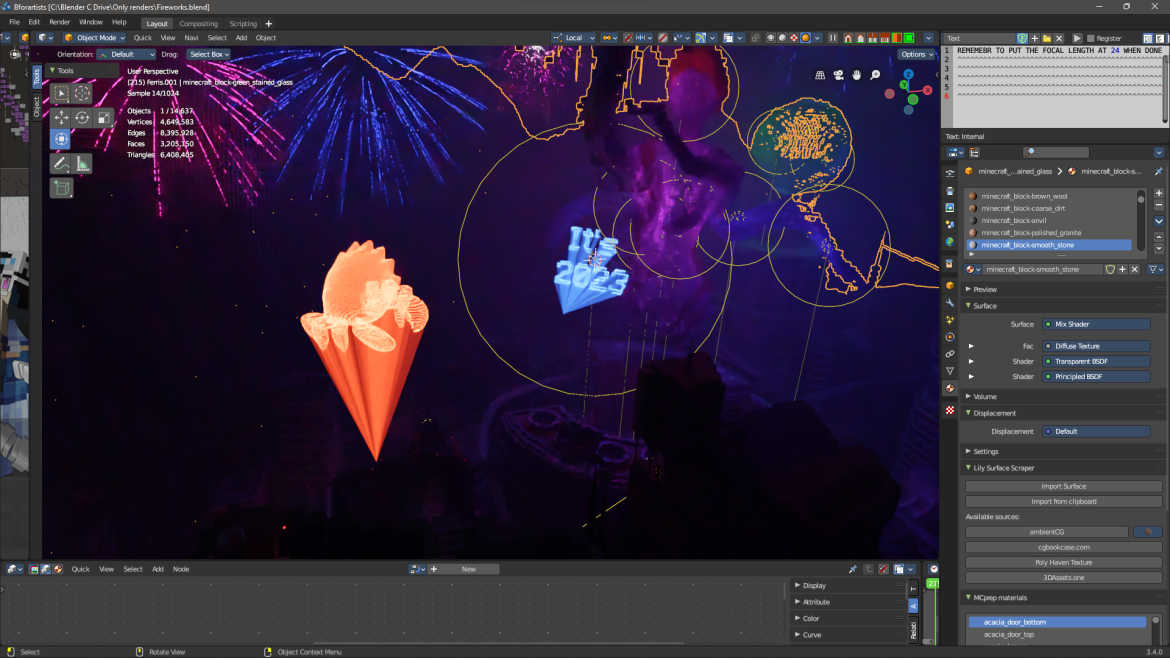 Bforartists [C:\Blender C Drive\Only renders\Fireworks.blend]
File Edit Render Window Help Layout Compositing Scripting +
Object Mode Quick View Navi Select Add Object Local Text Register
Orientation: Default Drag: Select Box Options
Tools
Tools
Object
User Perspective
(215) Ferris.001 | minecraft_block-green_stained_glass
Sample 14/1024
Objects 1 / 14,637
Vertices 4,649,583
Edges 8,395,928
Faces 3,205,150
Triangles 6,408,405
IT'S
2023
1 REMEMEBR TO PUT THE FOCAL LENGTH AT 24 WHEN DONE
2
3
4
5
6
Text: Internal
minecraft_...ained_glass > minecraft_block-s...
minecraft_block-brown_wool
minecraft_block-coarse_dirt
minecraft_block-anvil
minecraft_block-polished_granite
minecraft_block-smooth_stone
minecraft_block-smooth_stone
Preview
Surface
Surface Mix Shader
Fac Diffuse Texture
Shader Transparent BSDF
Shader Principled BSDF
Volume
Displacement
Displacement Default
Settings
Lily Surface Scraper
Import Surface
Import from clipboard
Available sources:
ambientCG
cgbookcase.com
Poly Haven Texture
3DAssets.one
MCprep materials
acacia_door_bottom
acacia_door_top
Quick View Select Add Node New
Display
Attribute
Color
Curve
Relati
Select Rotate View Object Context Menu 3.4.0